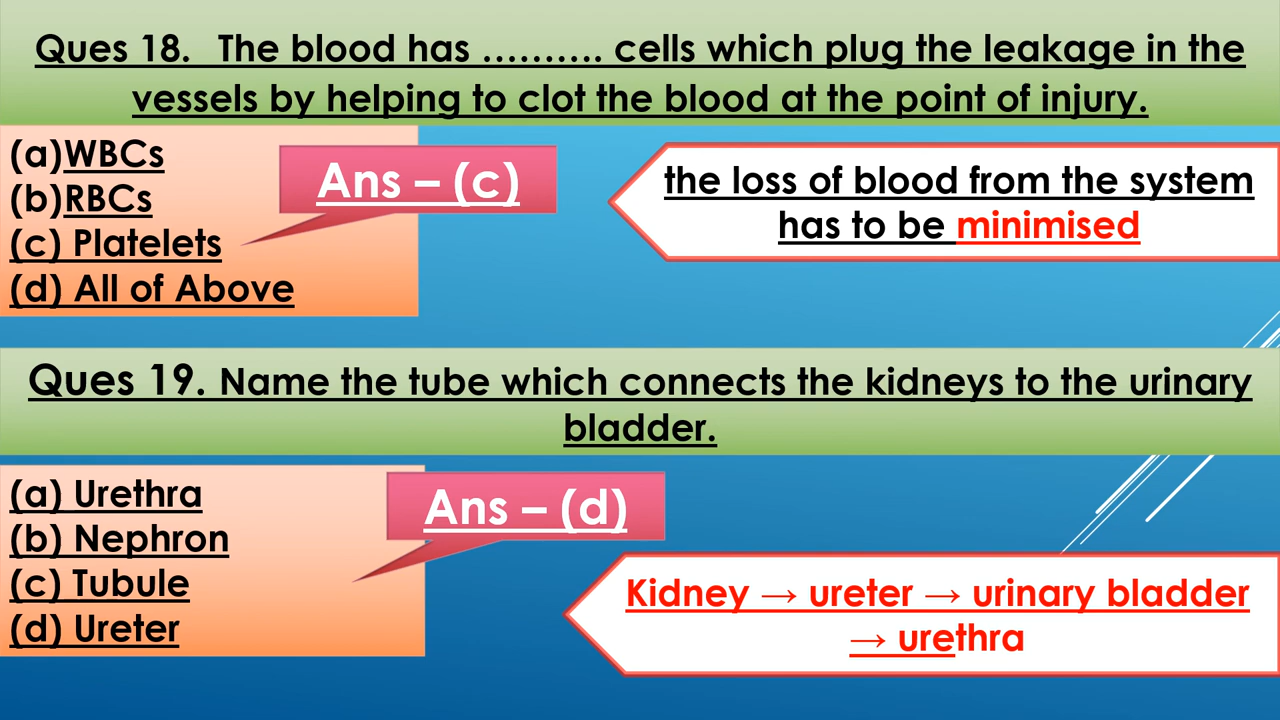 Ques 18. The blood has .......... cells which plug the leakage in the
vessels by helping to clot the blood at the point of injury.
(a)WBCs
(b)RBCs
(c) Platelets
(d) All of Above
Ans – (c)
the loss of blood from the system
has to be minimised
Ques 19. Name the tube which connects the kidneys to the urinary
bladder.
(a) Urethra
(b) Nephron
(c) Tubule
(d) Ureter
Ans – (d)
Kidney → ureter → urinary bladder
→ urethra